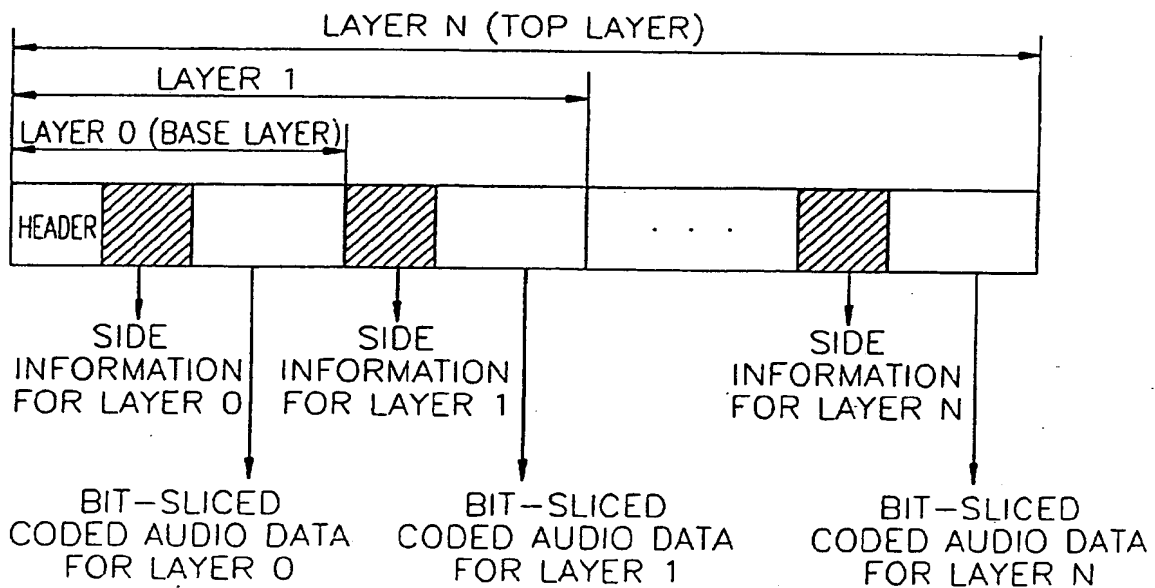 LAYER N (TOP LAYER)
LAYER 1
LAYER 0 (BASE LAYER)
HEADER
. . .
SIDE
INFORMATION
FOR LAYER 0
SIDE
INFORMATION
FOR LAYER 1
SIDE
INFORMATION
FOR LAYER N
BIT-SLICED
CODED AUDIO DATA
FOR LAYER 0
BIT-SLICED
CODED AUDIO DATA
FOR LAYER 1
BIT-SLICED
CODED AUDIO DATA
FOR LAYER N